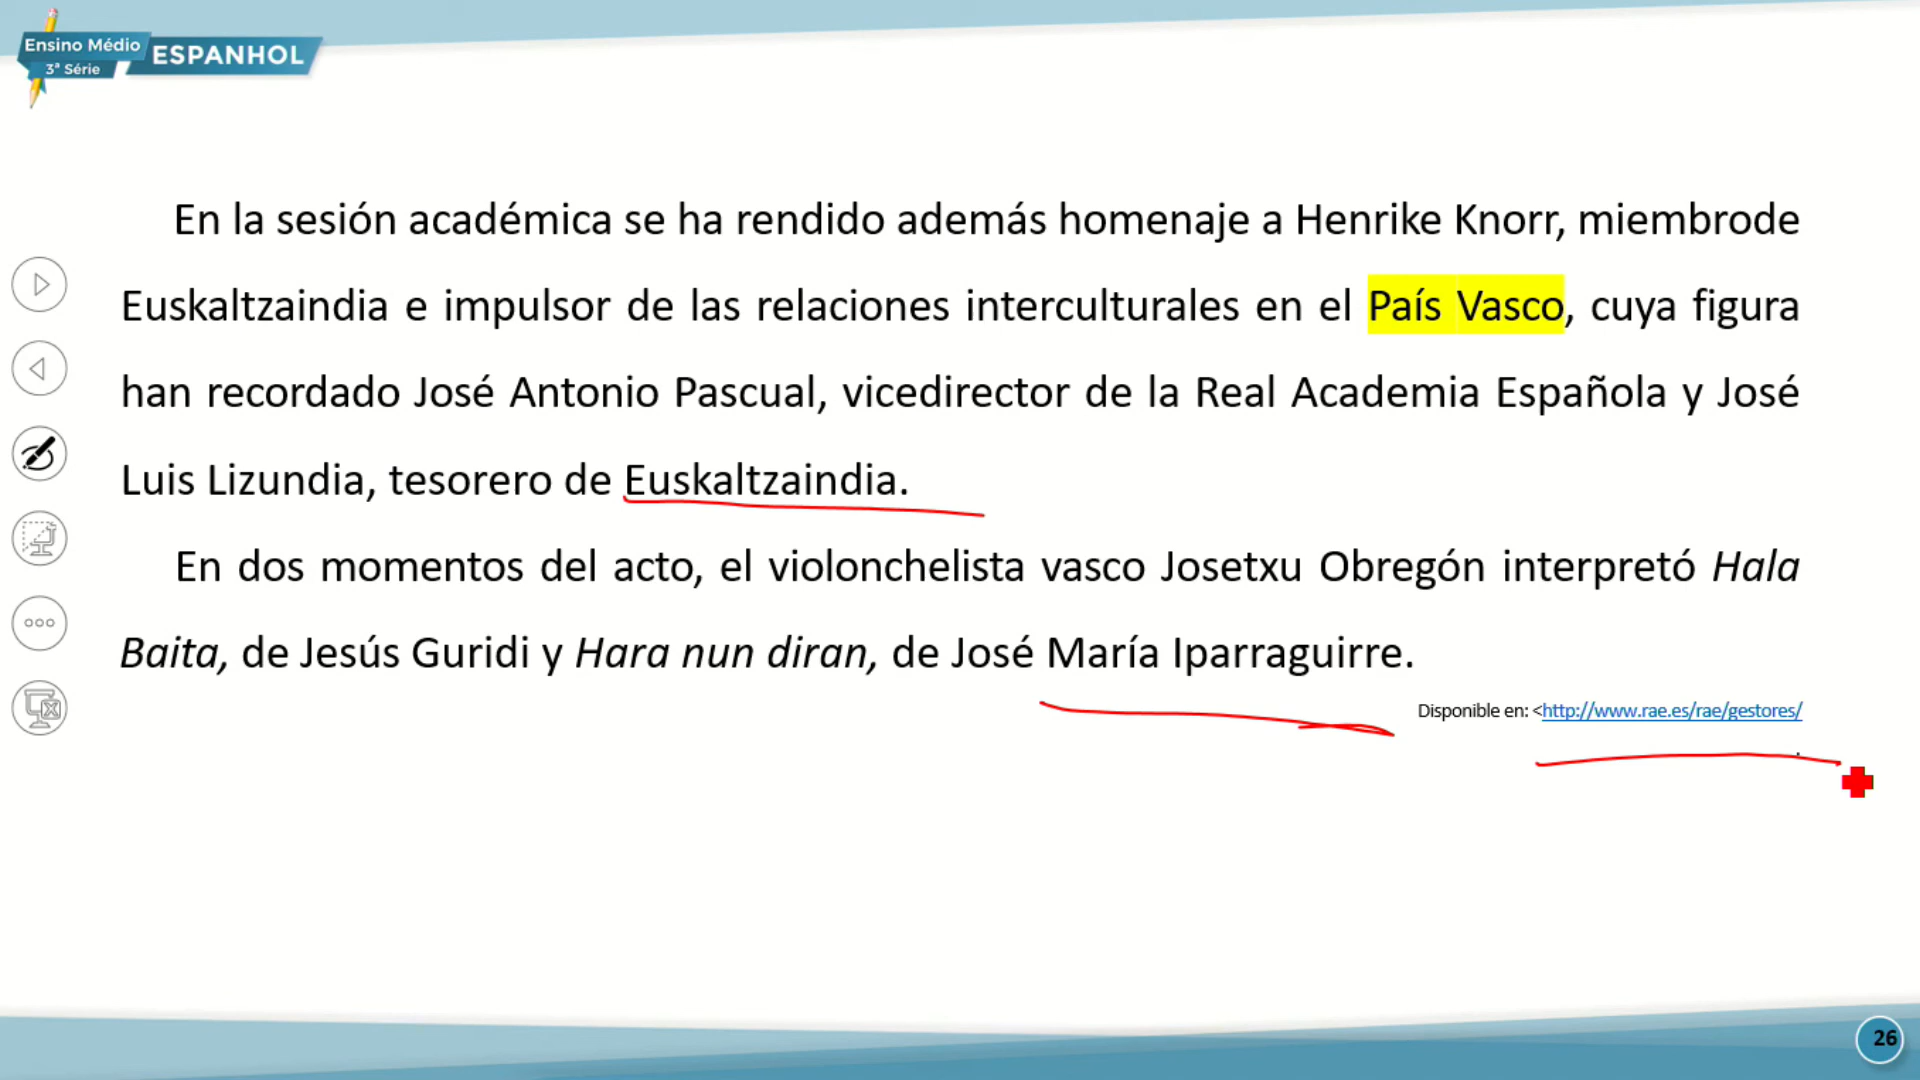 Ensino Médio
3ª Série
ESPANHOL
En la sesión académica se ha rendido además homenaje a Henrike Knorr, miembrode
Euskaltzaindia e impulsor de las relaciones interculturales en el País Vasco, cuya figura
han recordado José Antonio Pascual, vicedirector de la Real Academia Española y José
Luis Lizundia, tesorero de Euskaltzaindia.
En dos momentos del acto, el violonchelista vasco Josetxu Obregón interpretó Hala
Baita, de Jesús Guridi y Hara nun diran, de José María Iparraguirre.
Disponible en: <http://www.rae.es/rae/gestores/
.
26